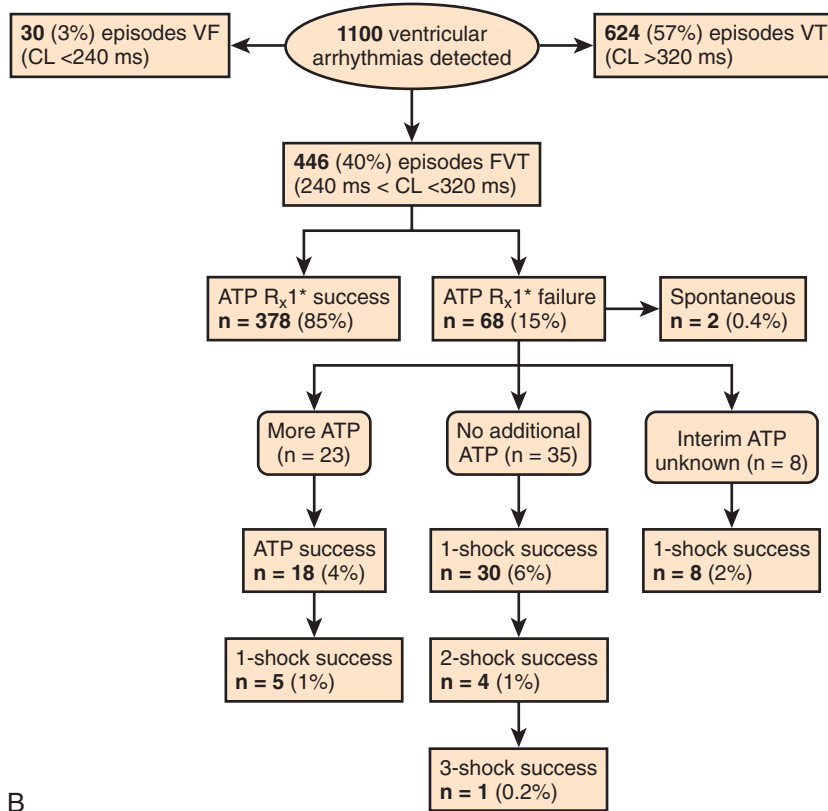 30 (3%) episodes VF
(CL <240 ms)
1100 ventricular
arrhythmias detected
624 (57%) episodes VT
(CL >320 ms)
446 (40%) episodes FVT
(240 ms < CL <320 ms)
ATP Rx1* success
n = 378 (85%)
ATP Rx1* failure
n = 68 (15%)
Spontaneous
n = 2 (0.4%)
More ATP
(n = 23)
No additional
ATP (n = 35)
Interim ATP
unknown (n = 8)
ATP success
n = 18 (4%)
1-shock success
n = 30 (6%)
1-shock success
n = 8 (2%)
1-shock success
n = 5 (1%)
2-shock success
n = 4 (1%)
3-shock success
n = 1 (0.2%)
B